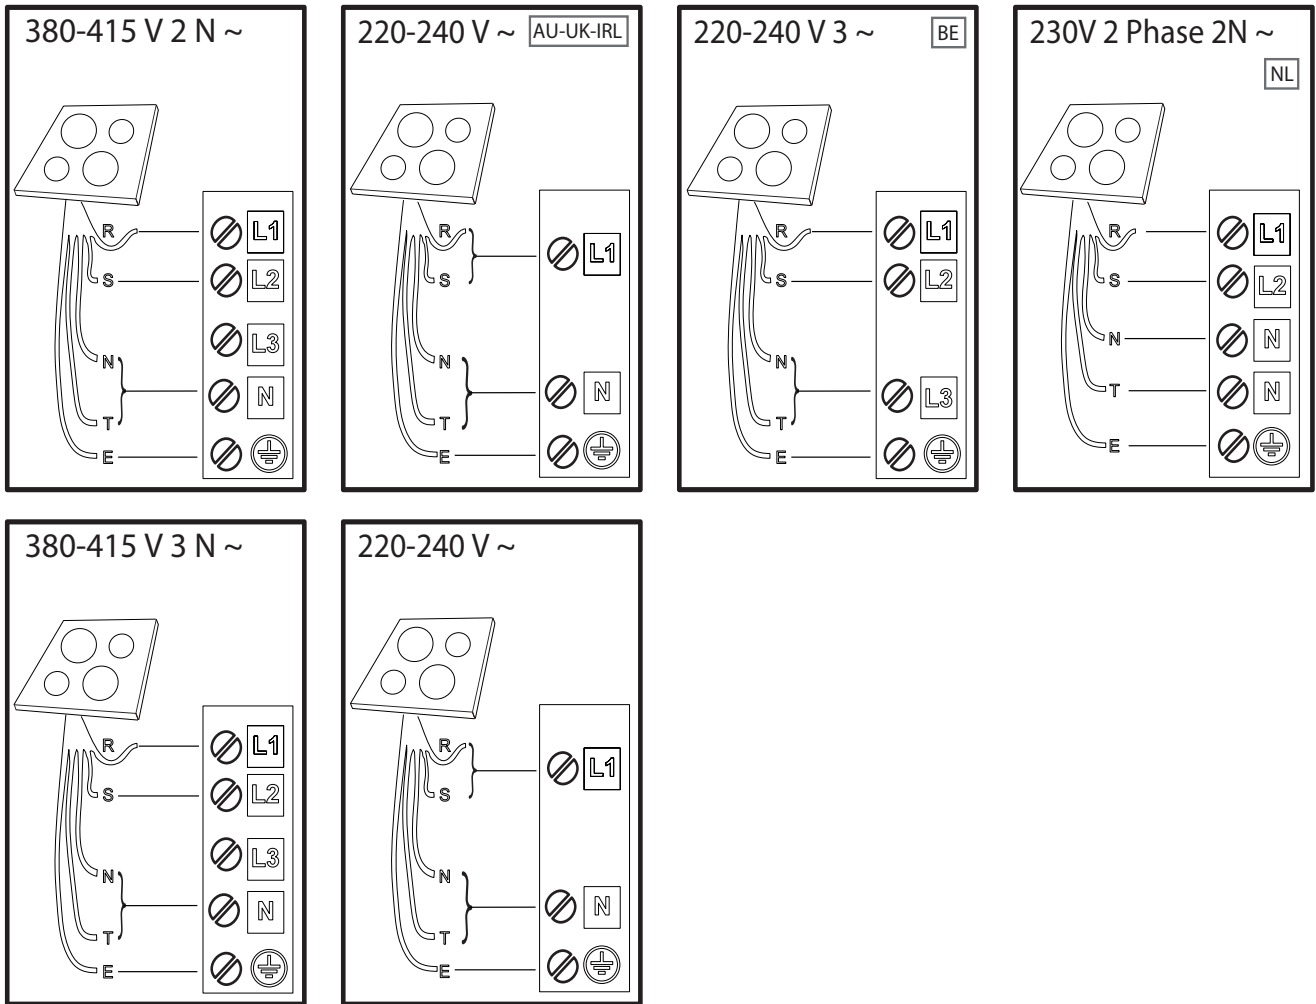 380-415 V 2 N ~
R L1
S L2
L3
N
N
T
E
220-240 V ~ AU-UK-IRL
R
L1
S
N
N
T
E
220-240 V 3 ~ BE
R L1
S L2
N
L3
T
E
230V 2 Phase 2N ~
NL
R L1
S L2
N N
T N
E
380-415 V 3 N ~
R L1
S L2
L3
N
N
T
E
220-240 V ~
R
L1
S
N
N
T
E